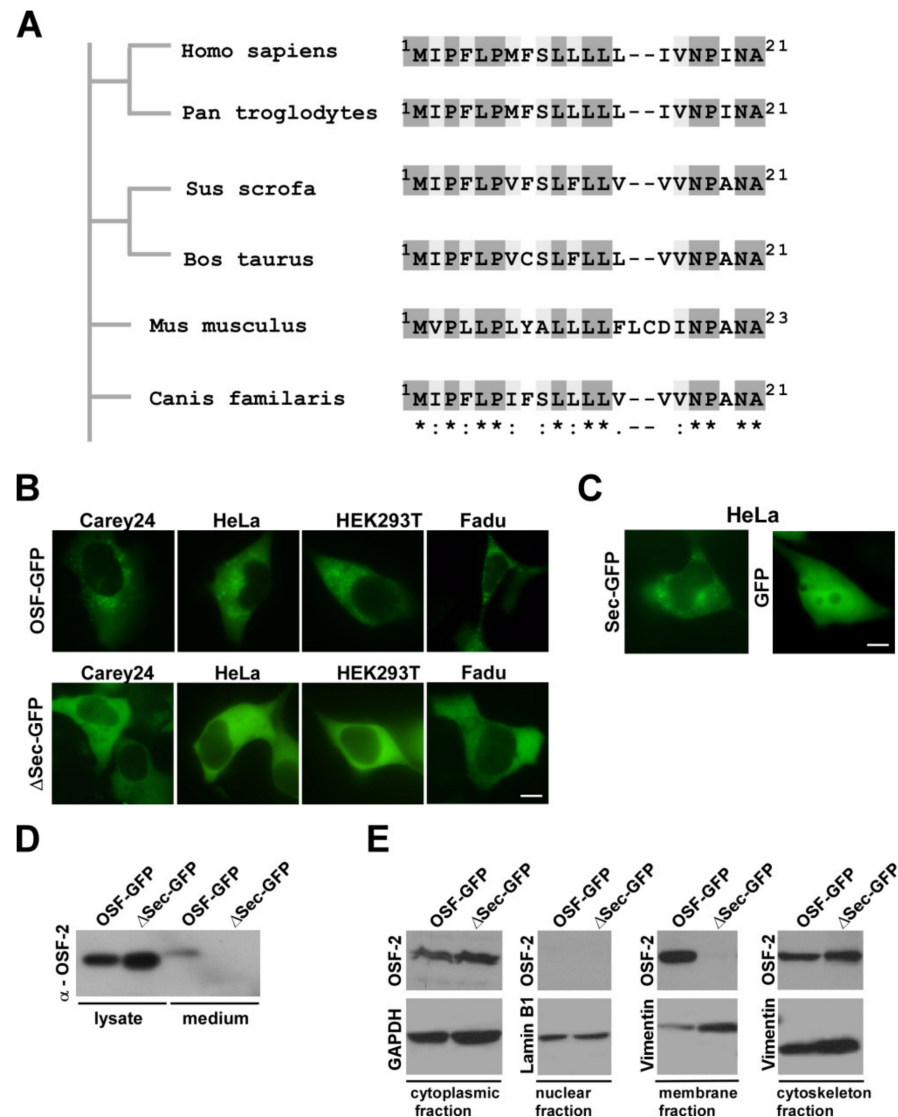 A
Homo sapiens 1MIPFLPMFSLLLLL--IVNPINA21
Pan troglodytes 1MIPFLPMFSLLLLL--IVNPINA21
Sus scrofa 1MIPFLPVFSLFLLV--VVNPANA21
Bos taurus 1MIPFLPVCSLFLLL--VVNPANA21
Mus musculus 1MVPLLPLYALLLLFLCDINPANA23
Canis familaris 1MIPFLPIFSLLLLV--VVNPANA21
*:*:**: :*:**.-- :** **
B
Carey24 HeLa HEK293T Fadu
OSF-GFP
Carey24 HeLa HEK293T Fadu
ΔSec-GFP
C
HeLa
Sec-GFP
GFP
D
OSF-GFP ΔSec-GFP OSF-GFP ΔSec-GFP
α - OSF-2
lysate medium
E
OSF-GFP ΔSec-GFP OSF-GFP ΔSec-GFP OSF-GFP ΔSec-GFP OSF-GFP ΔSec-GFP
OSF-2 OSF-2 OSF-2 OSF-2
GAPDH Lamin B1 Vimentin Vimentin
cytoplasmic nuclear membrane cytoskeleton
fraction fraction fraction fraction